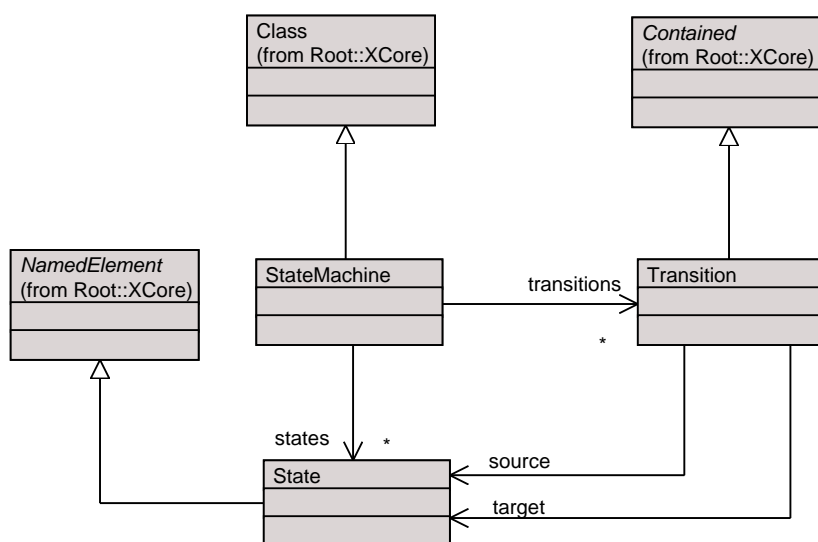 Class
(from Root::XCore)
Contained
(from Root::XCore)
NamedElement
(from Root::XCore)
StateMachine
transitions
*
Transition
states
*
State
source
target